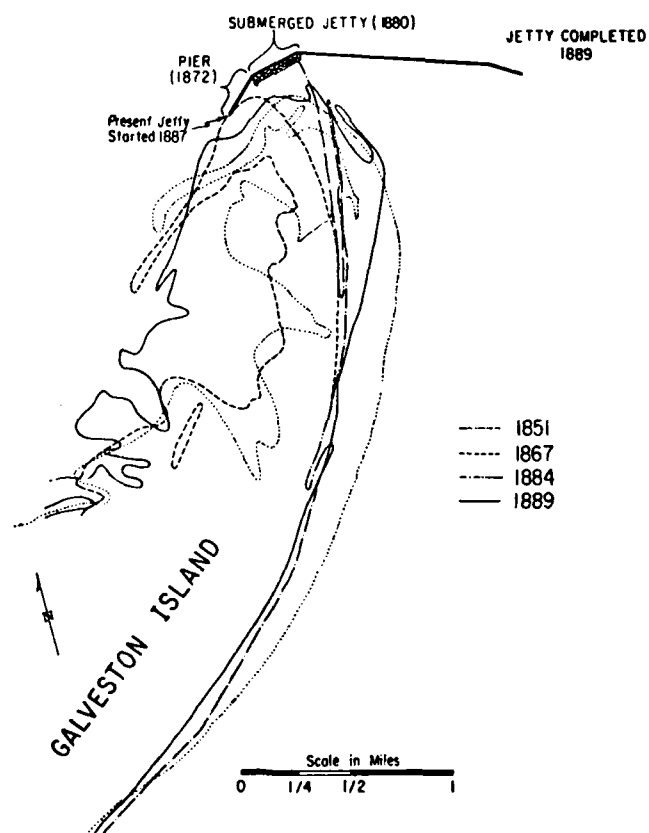 SUBMERGED JETTY (1880)
JETTY COMPLETED
1889
PIER
(1872)
Present Jetty
Started 1887
1851
1867
1884
1889
N
GALVESTON ISLAND
Scale in Miles
0 1/4 1/2 1